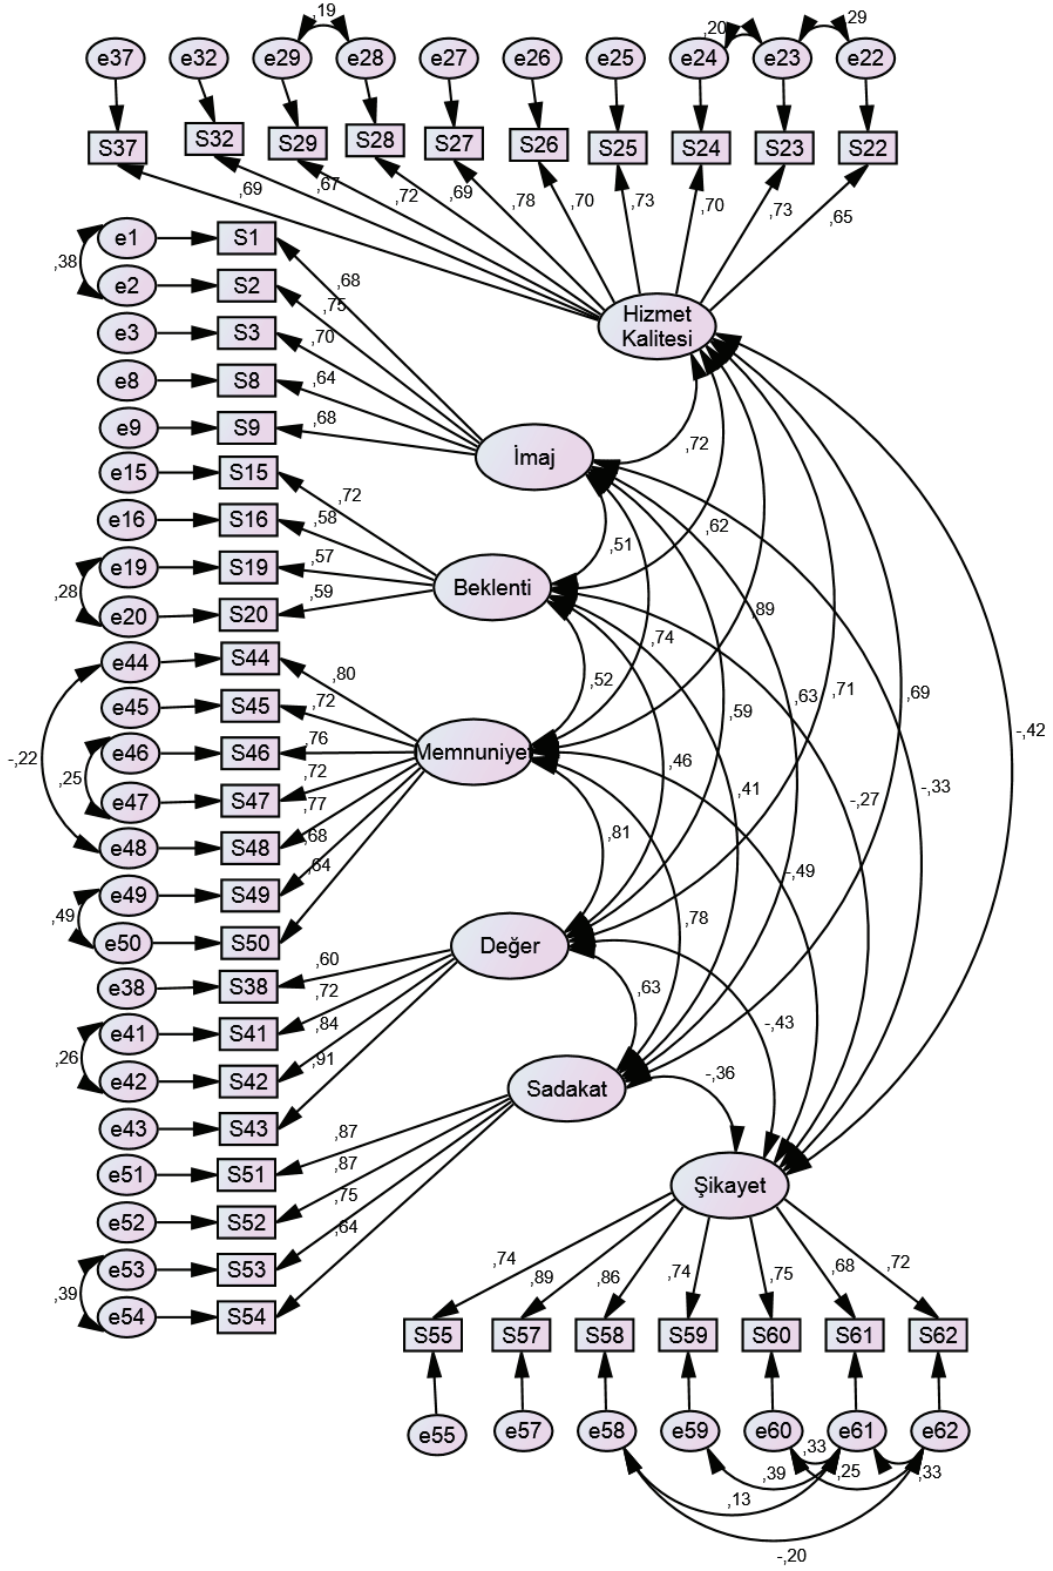 ,19
,20
,29
e37
e32
e29
e28
e27
e26
e25
e24
e23
e22
S37
S32
S29
S28
S27
S26
S25
S24
S23
S22
,69
,67
,72
,69
,78
,70
,73
,70
,73
,65
Hizmet
Kalitesi
e1
S1
,38
e2
S2
e3
S3
e8
S8
e9
S9
,68
,75
,70
,64
,68
İmaj
,72
e15
S15
e16
S16
e19
S19
,28
e20
S20
,72
,58
,57
,59
Beklenti
,51
,62
e44
S44
e45
S45
e46
S46
-,22
,25
e47
S47
e48
S48
e49
S49
,49
e50
S50
,80
,72
,76
,72
,77
,68
,64
Memnuniyet
,52
,74
,89
,59
,63
,71
,69
-,42
,46
,41
-,27
-,33
,81
-,49
,78
e38
S38
e41
S41
,26
e42
S42
e43
S43
,60
,72
,84
,91
Değer
,63
-,43
e51
S51
e52
S52
e53
S53
,39
e54
S54
,87
,87
,75
,64
Sadakat
-,36
Şikayet
,74
,89
,86
,74
,75
,68
,72
S55
S57
S58
S59
S60
S61
S62
e55
e57
e58
e59
e60
e61
e62
,33
,39
,25
,33
,13
-,20